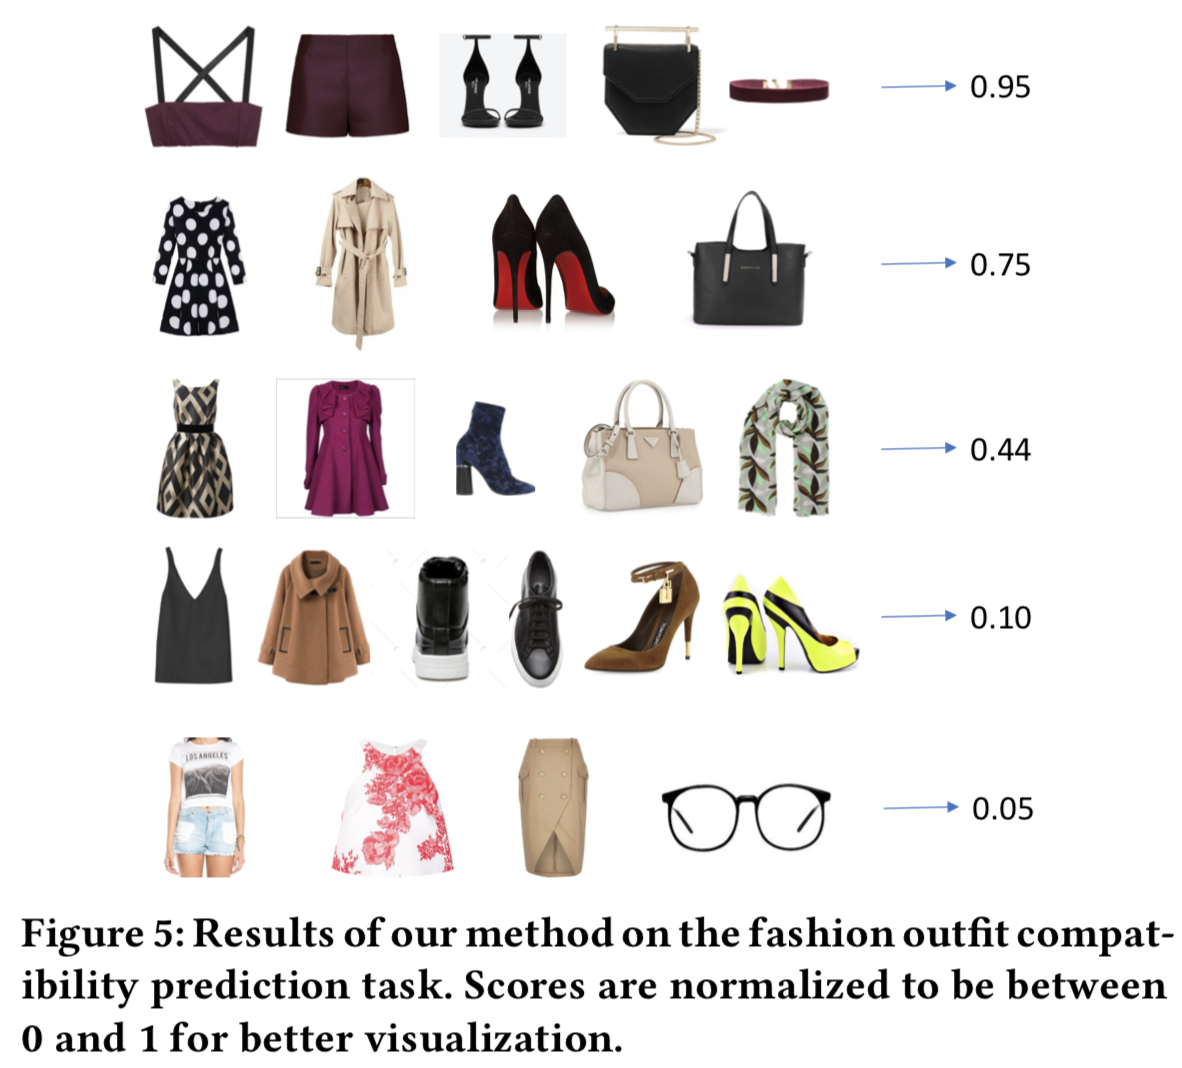 0.95
0.75
0.44
0.10
LOS ANGELES
0.05
Figure 5: Results of our method on the fashion outfit compat-
ibility prediction task. Scores are normalized to be between
0 and 1 for better visualization.